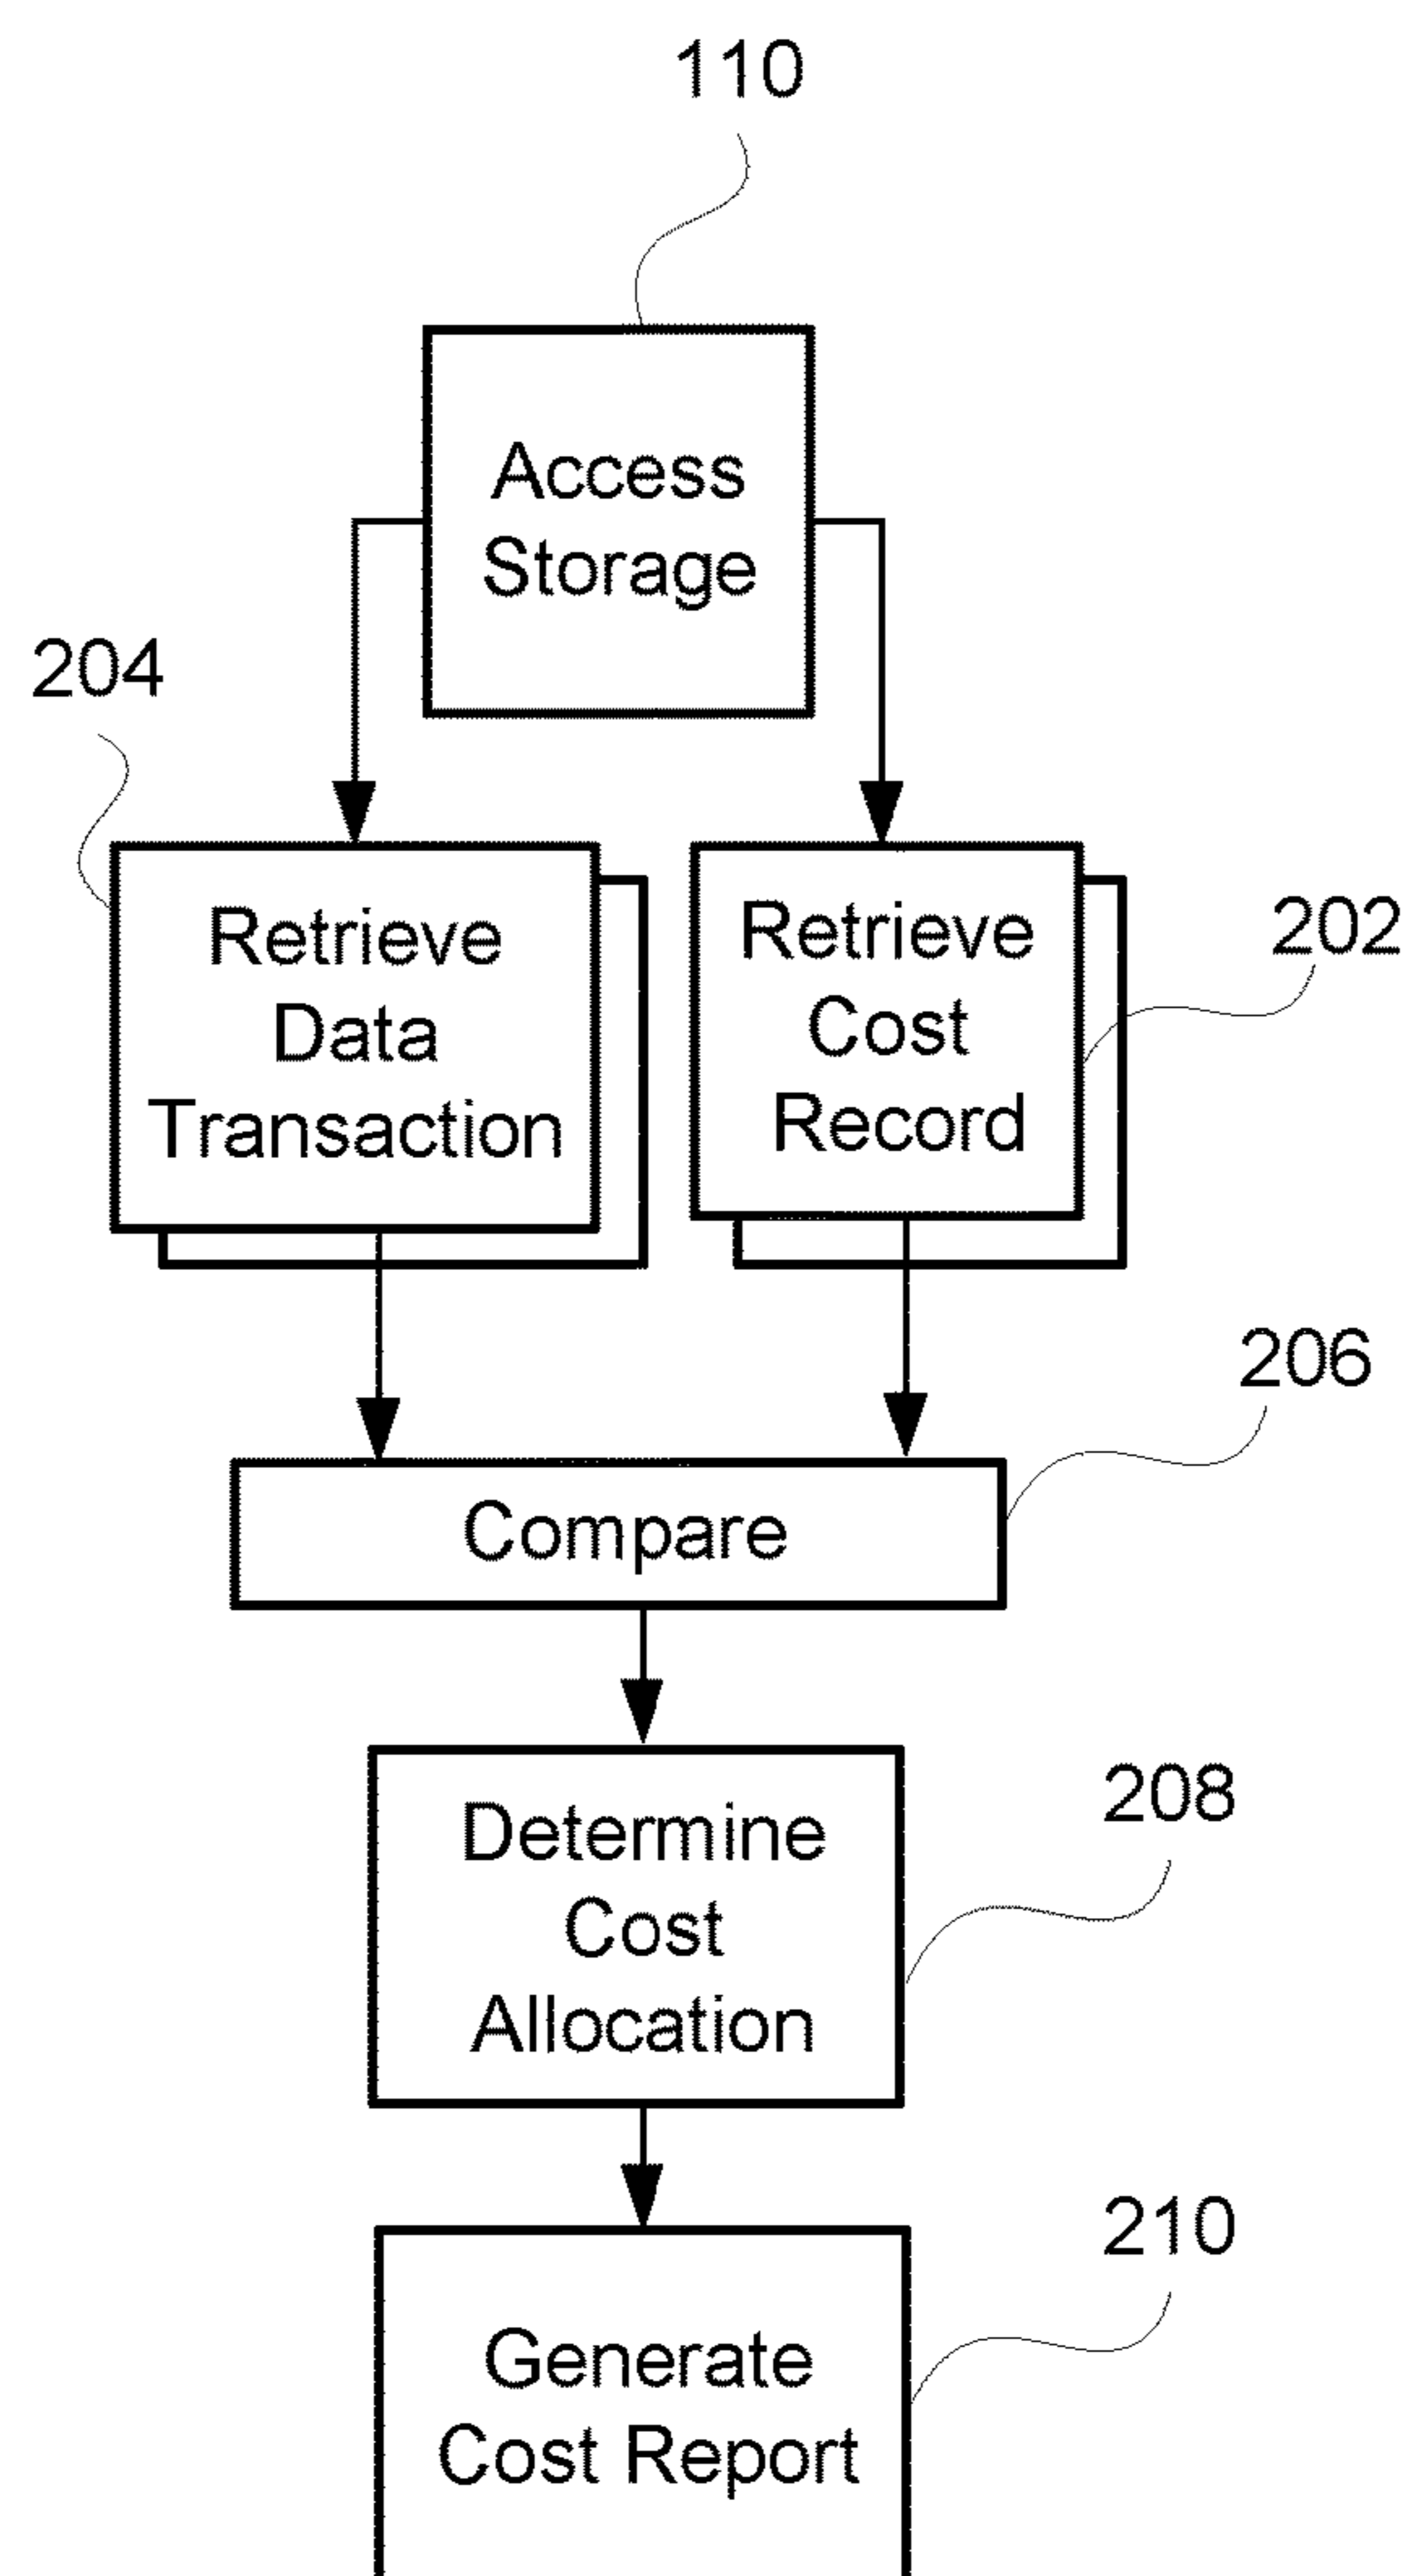 110
Access
Storage
204
Retrieve
Data
Transaction
Retrieve
Cost
Record
202
206
Compare
Determine
Cost
Allocation
208
210
Generate
Cost Report